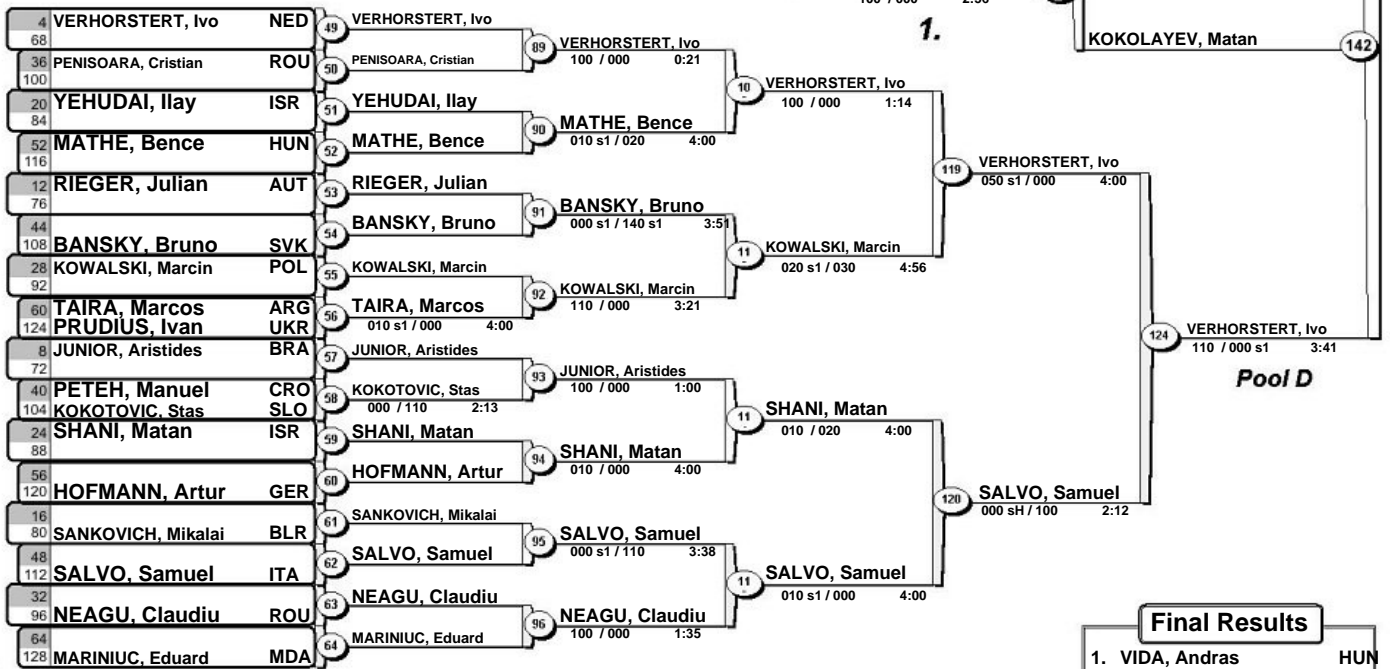 100 / 000 2:56
1.
KOKOLAYEV, Matan
142
4 VERHORSTERT, Ivo NED
68
36 PENISOARA, Cristian ROU
100
20 YEHUDAI, Ilay ISR
84
52 MATHE, Bence HUN
116
12 RIEGER, Julian AUT
76
44
108 BANSKY, Bruno SVK
28 KOWALSKI, Marcin POL
92
60 TAIRA, Marcos ARG
124 PRUDIUS, Ivan UKR
8 JUNIOR, Aristides BRA
72
40 PETEH, Manuel CRO
104 KOKOTOVIC, Stas SLO
24 SHANI, Matan ISR
88
56
120 HOFMANN, Artur GER
16
80 SANKOVICH, Mikalai BLR
48
112 SALVO, Samuel ITA
32
96 NEAGU, Claudiu ROU
64
128 MARINIUC, Eduard MDA
49 VERHORSTERT, Ivo
50 PENISOARA, Cristian
51 YEHUDAI, Ilay
52 MATHE, Bence
53 RIEGER, Julian
54 BANSKY, Bruno
55 KOWALSKI, Marcin
56 TAIRA, Marcos
010 s1 / 000 4:00
57 JUNIOR, Aristides
58 KOKOTOVIC, Stas
000 / 110 2:13
59 SHANI, Matan
60 HOFMANN, Artur
61 SANKOVICH, Mikalai
62 SALVO, Samuel
63 NEAGU, Claudiu
64 MARINIUC, Eduard
89 VERHORSTERT, Ivo
100 / 000 0:21
90 MATHE, Bence
010 s1 / 020 4:00
91 BANSKY, Bruno
000 s1 / 140 s1 3:51
92 KOWALSKI, Marcin
110 / 000 3:21
93 JUNIOR, Aristides
100 / 000 1:00
94 SHANI, Matan
010 / 000 4:00
95 SALVO, Samuel
000 s1 / 110 3:38
96 NEAGU, Claudiu
100 / 000 1:35
10 VERHORSTERT, Ivo
100 / 000 1:14
11 KOWALSKI, Marcin
020 s1 / 030 4:56
11 SHANI, Matan
010 / 020 4:00
11 SALVO, Samuel
010 s1 / 000 4:00
119 VERHORSTERT, Ivo
050 s1 / 000 4:00
120 SALVO, Samuel
000 sH / 100 2:12
124 VERHORSTERT, Ivo
110 / 000 s1 3:41
Pool D
Final Results
1. VIDA, Andras HUN